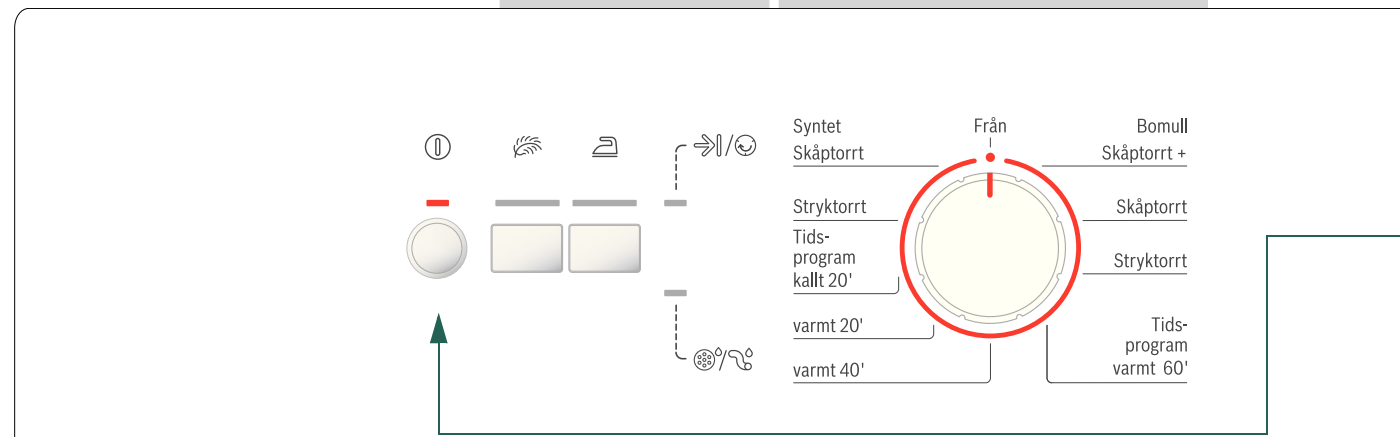 Syntet
Skåptorrt
Stryktorrt
Tids-
program
kallt 20'
varmt 20'
varmt 40'
Från
Bomull
Skåptorrt +
Skåptorrt
Stryktorrt
Tids-
program
varmt 60'